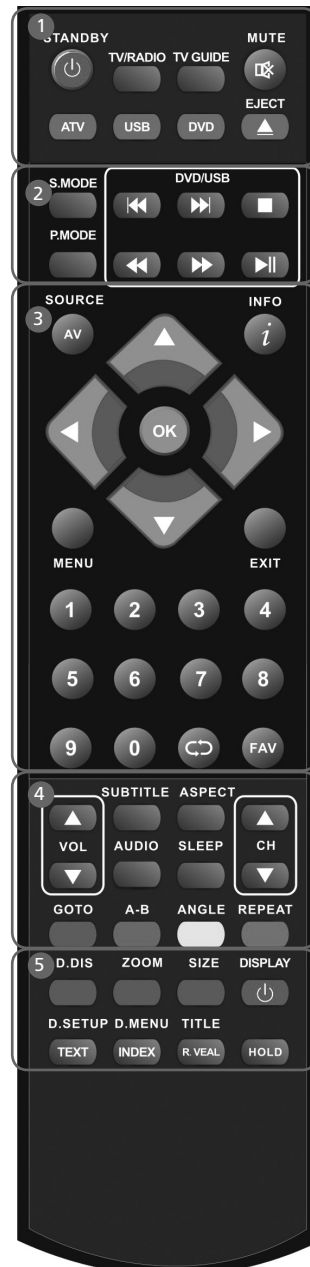 1
STANDBY MUTE
TV/RADIO TV GUIDE
EJECT
ATV USB DVD
2
S.MODE DVD/USB
P.MODE
3
SOURCE INFO
AV i
OK
MENU EXIT
1 2 3 4
5 6 7 8
9 0 FAV
4
SUBTITLE ASPECT
VOL AUDIO SLEEP CH
GOTO A-B ANGLE REPEAT
5
D.DIS ZOOM SIZE DISPLAY
D.SETUP D.MENU TITLE
TEXT INDEX R.VEAL HOLD